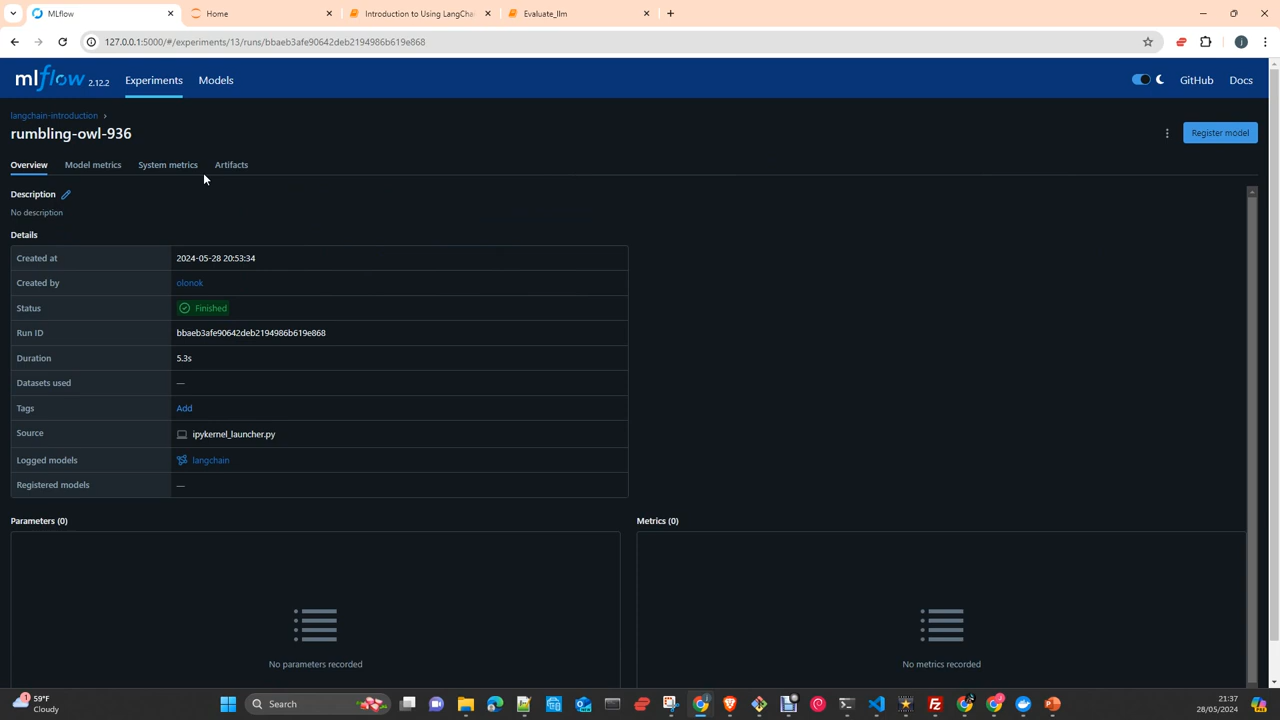 MLflow
Home
Introduction to Using LangCha
Evaluate_llm
127.0.0.1:5000/#/experiments/13/runs/bbaeb3afe90642deb2194986b619e868
i
mlflow 2.12.2
Experiments
Models
GitHub
Docs
langchain-introduction ›
rumbling-owl-936
Register model
Overview
Model metrics
System metrics
Artifacts
Description
No description
Details
Created at 2024-05-28 20:53:34
Created by olonok
Status Finished
Run ID bbaeb3afe90642deb2194986b619e868
Duration 5.3s
Datasets used —
Tags Add
Source ipykernel_launcher.py
Logged models langchain
Registered models —
Parameters (0)
Metrics (0)
No parameters recorded
No metrics recorded
1
59°F
Cloudy
Search
21:37
28/05/2024